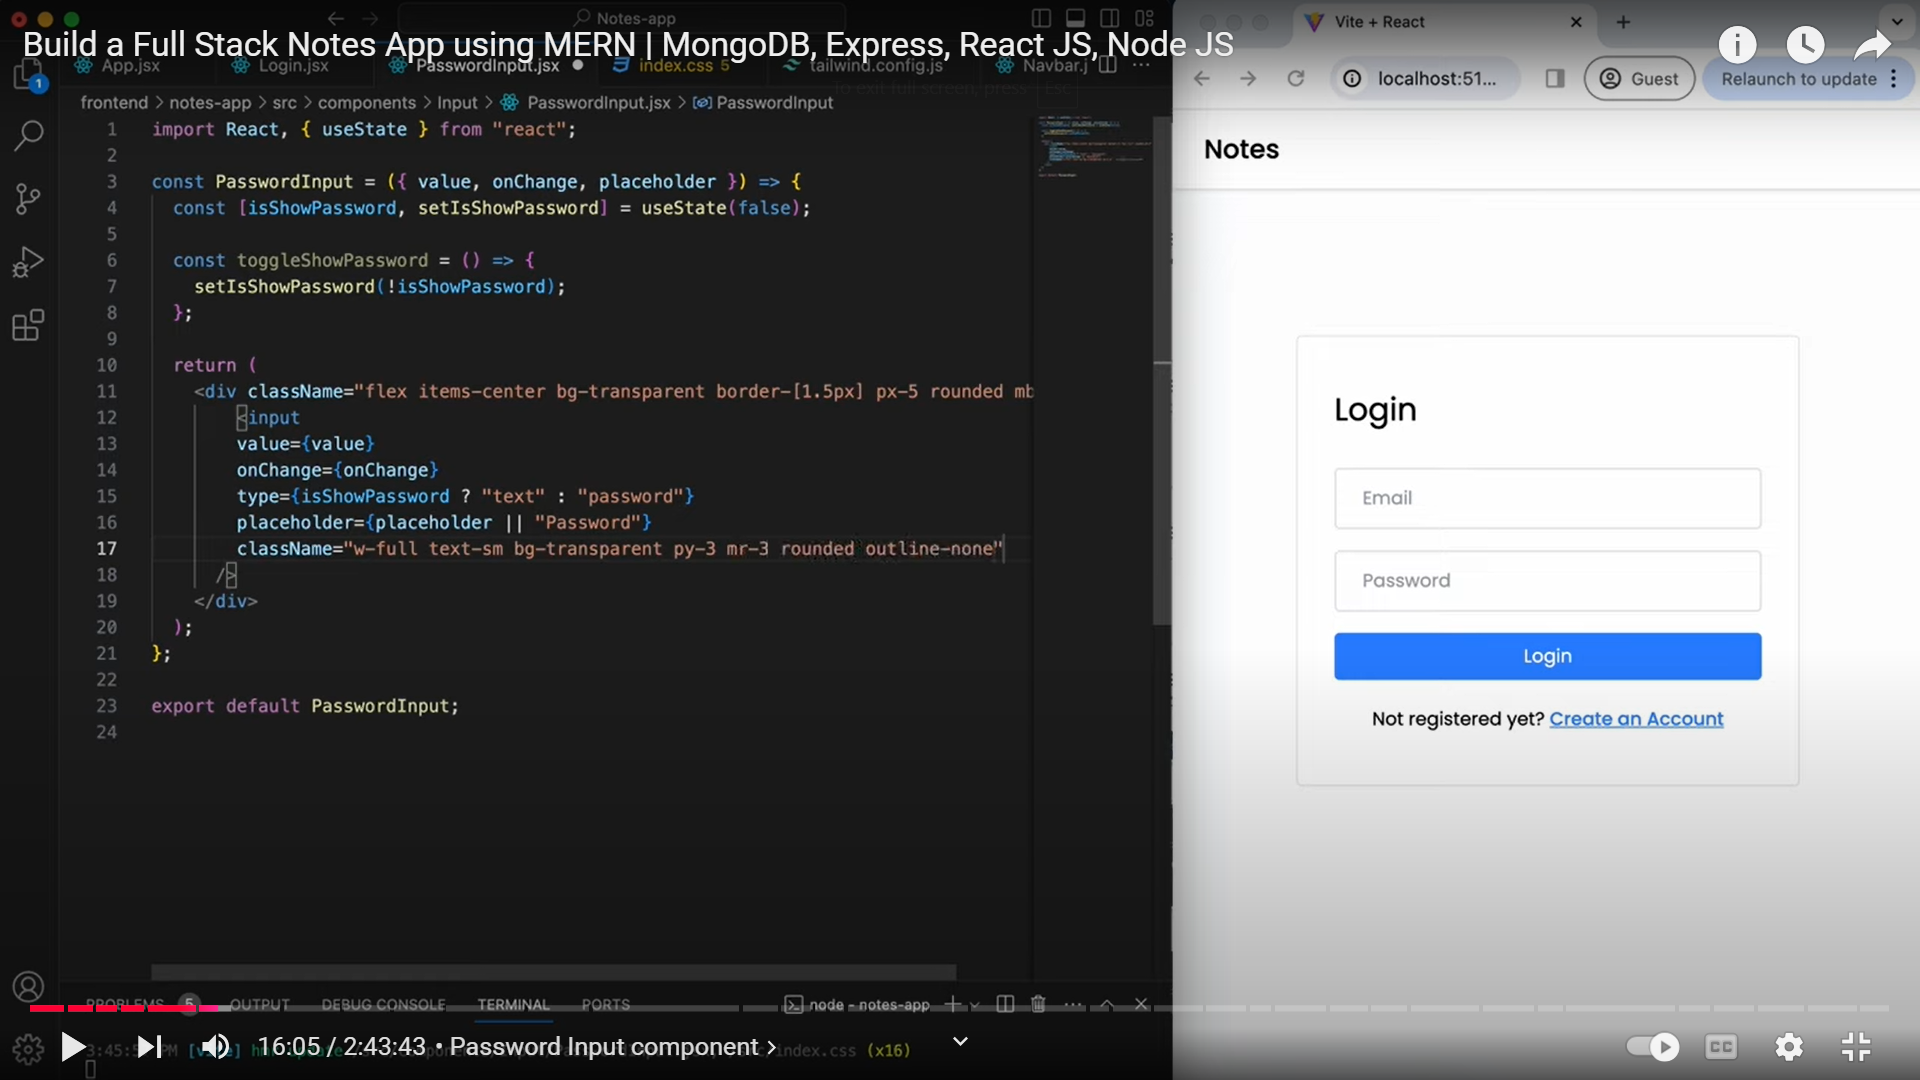 Notes-app
Vite + React
Build a Full Stack Notes App using MERN | MongoDB, Express, React JS, Node JS
App.jsx
Login.jsx
PasswordInput.jsx
index.css 5
tailwind.config.js
Navbar.j
localhost:51...
Guest
Relaunch to update
1
to exit full screen, press Esc
frontend > notes-app > src > components > Input > PasswordInput.jsx > PasswordInput
1 import React, { useState } from "react";
2
3 const PasswordInput = ({ value, onChange, placeholder }) => {
4 const [isShowPassword, setIsShowPassword] = useState(false);
5
6 const toggleShowPassword = () => {
7 setIsShowPassword(!isShowPassword);
8 };
9
10 return (
11 <div className="flex items-center bg-transparent border-[1.5px] px-5 rounded mb
12 <input
13 value={value}
14 onChange={onChange}
15 type={isShowPassword ? "text" : "password"}
16 placeholder={placeholder || "Password"}
17 className="w-full text-sm bg-transparent py-3 mr-3 rounded outline-none"
18 />
19 </div>
20 );
21 };
22
23 export default PasswordInput;
24
Notes
Login
Email
Password
Login
Not registered yet? Create an Account
PROBLEMS 5 OUTPUT DEBUG CONSOLE TERMINAL PORTS
node - notes-app
16:05 / 2:43:43 • Password Input component >
index.css (x16)
CC